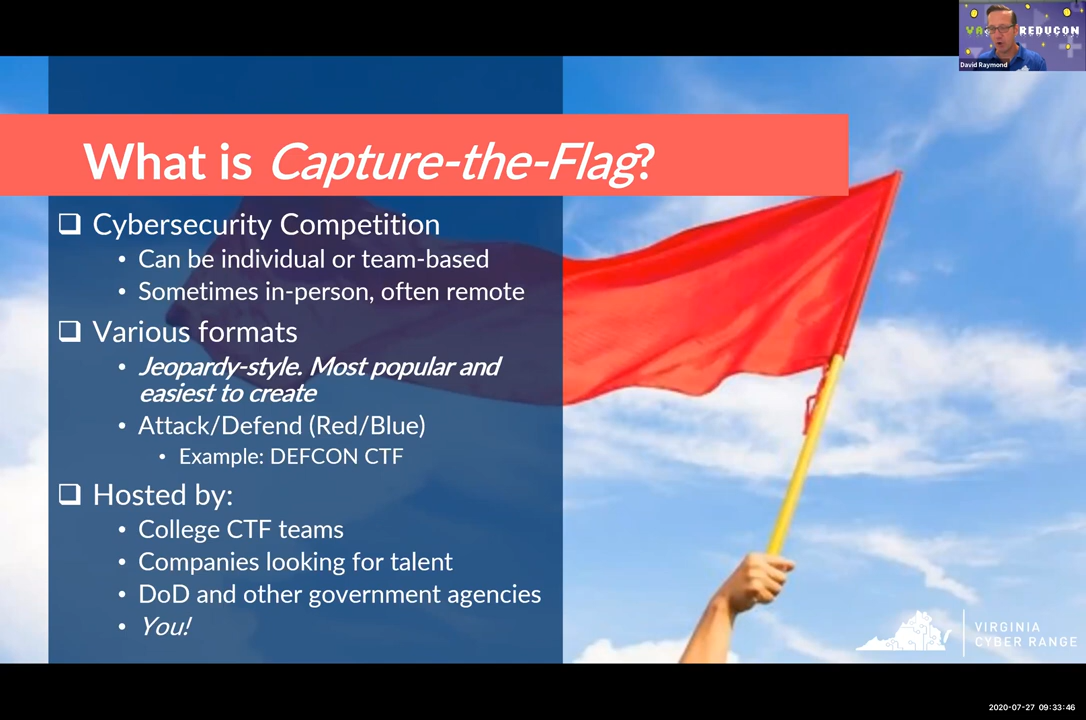 What is Capture-the-Flag?
❑ Cybersecurity Competition
• Can be individual or team-based
• Sometimes in-person, often remote
❑ Various formats
• Jeopardy-style. Most popular and
easiest to create
• Attack/Defend (Red/Blue)
• Example: DEFCON CTF
❑ Hosted by:
• College CTF teams
• Companies looking for talent
• DoD and other government agencies
• You!
VIRGINIA
CYBER RANGE
REDUCON
David Raymond
2020-07-27 09:33:46